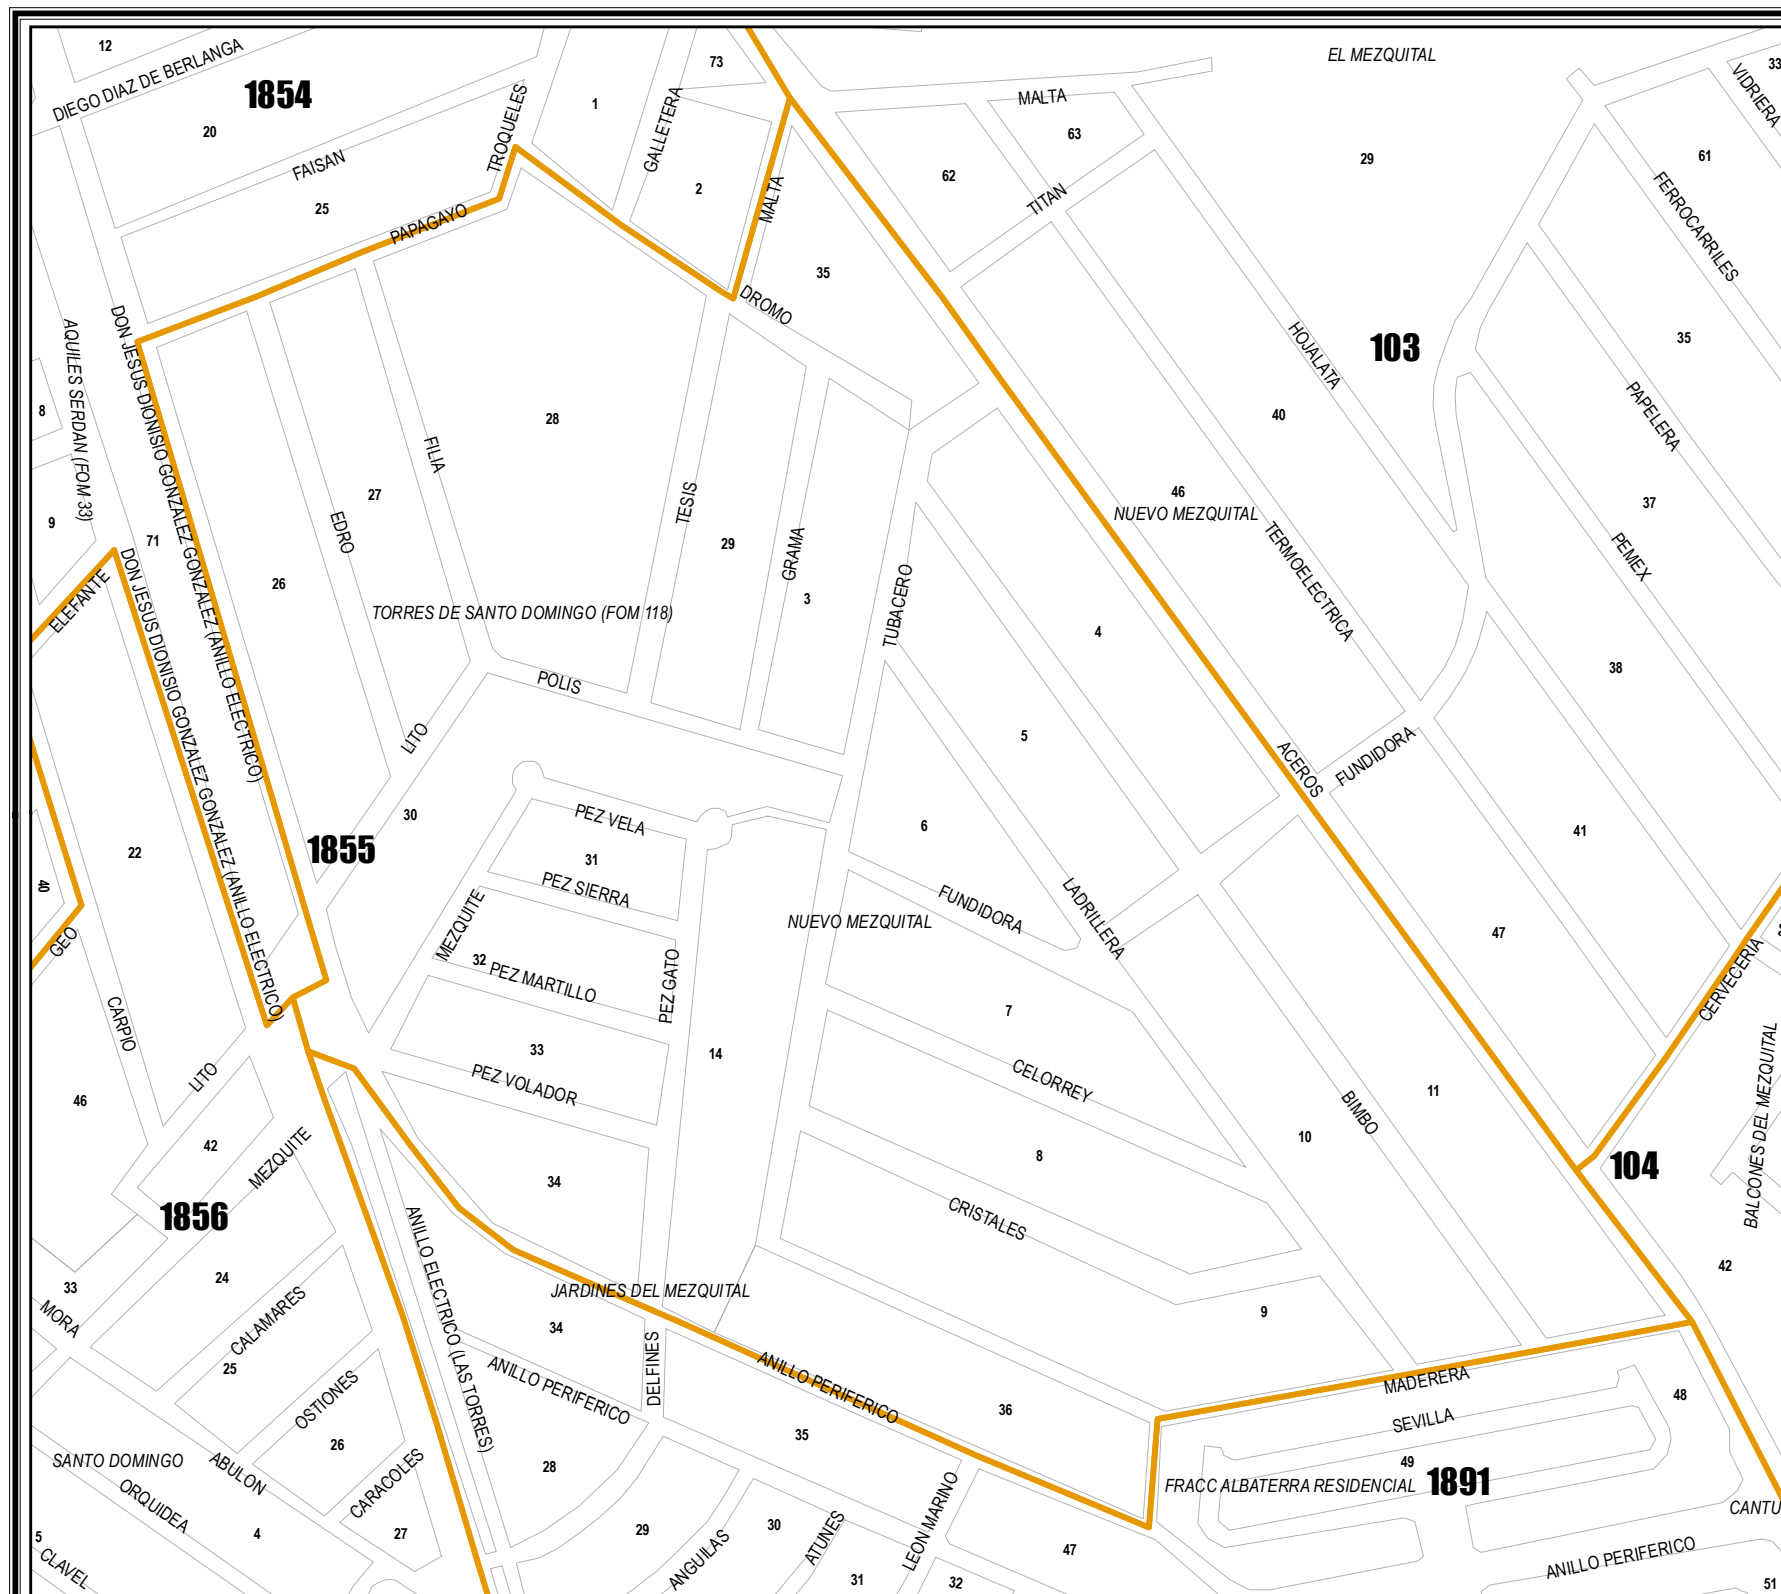 12
DIEGO DIAZ DE BERLANGA
1854
20
FAISAN
25
TROQUELES
PAPAGAYO
1
73
GALLETERA
2
MALTA
EL MEZQUITAL
MALTA
63
62
TITAN
29
33
VIDRIERA
61
FERROCARRILES
35
DROMO
HOJALATA
103
35
40
PAPELERA
AQUILES SERDAN (FOM 33)
DON JESUS DIONISIO GONZALEZ GONZALEZ (ANILLO ELECTRICO)
8
9
71
28
FILIA
27
EDRO
26
TESIS
29
GRAMA
3
TUBACERO
46
NUEVO MEZQUITAL
TERMOELECTRICA
37
PEMEX
ELEFANTE
DON JESUS DIONISIO GONZALEZ GONZALEZ (ANILLO ELECTRICO)
TORRES DE SANTO DOMINGO (FOM 118)
4
38
POLIS
LITO
5
ACEROS
FUNDIDORA
30
1855
PEZ VELA
31
PEZ SIERRA
6
41
22
40
GEO
MEZQUITE
32
PEZ MARTILLO
PEZ GATO
NUEVO MEZQUITAL
FUNDIDORA
LADRILLERA
47
CERVECERIA
CARPIO
7
33
PEZ VOLADOR
14
CELORREY
BIMBO
11
BALCONES DEL MEZQUITAL
LITO
46
42
MEZQUITE
10
8
104
34
1856
ANILLO ELECTRICO (LAS TORRES)
CRISTALES
42
24
33
MORA
CALAMARES
JARDINES DEL MEZQUITAL
9
34
25
OSTIONES
ANILLO PERIFERICO
DELFINES
ANILLO PERIFERICO
MADERERA
48
36
35
SEVILLA
26
SANTO DOMINGO
ABULON
ORQUIDEA
CARACOLES
28
49
FRACC ALBATERRA RESIDENCIAL
1891
LEON MARINO
CANTU
5
CLAVEL
4
27
29
ANGUILAS
30
ATUNES
31
32
47
ANILLO PERIFERICO
51